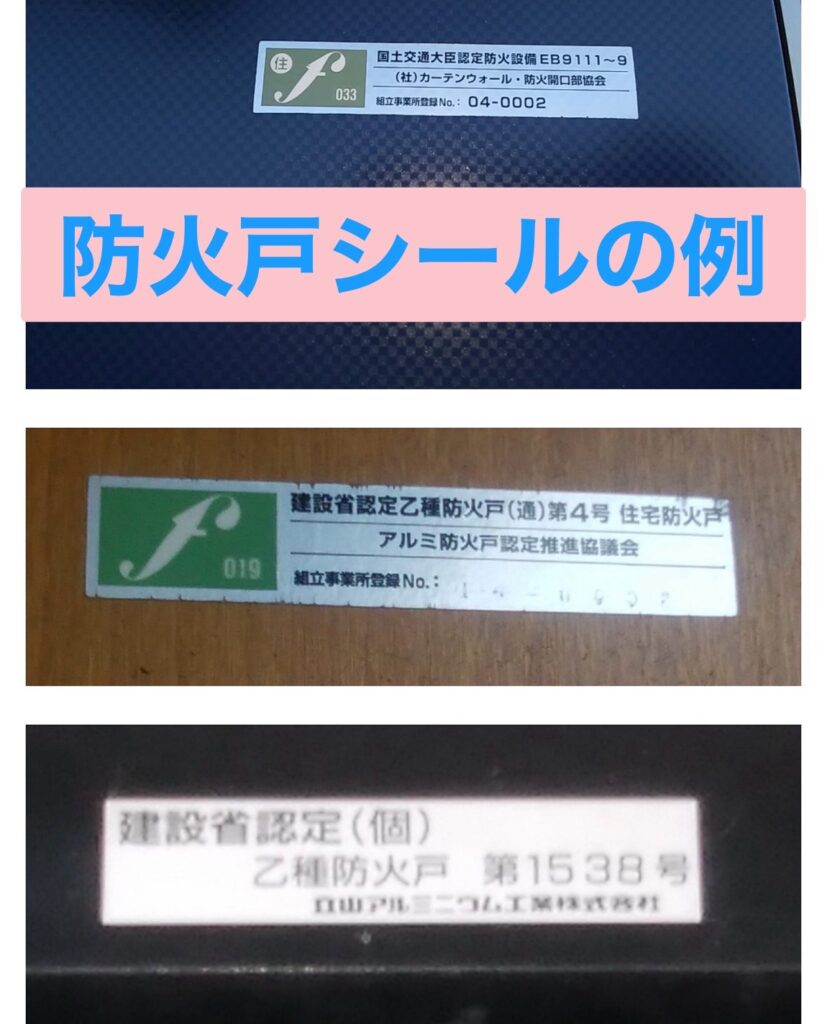 住
f
033
国土交通大臣認定防火設備EB9111〜9
(社)カーテンウォール・防火開口部協会
組立事業所登録No.: 04-0002
防火戸シールの例
f
019
建設省認定乙種防火戸(通)第4号 住宅防火戸
アルミ防火戸認定推進協議会
組立事業所登録No.:
建設省認定(個)
乙種防火戸 第1538号
立山アルミニウム工業株式会社